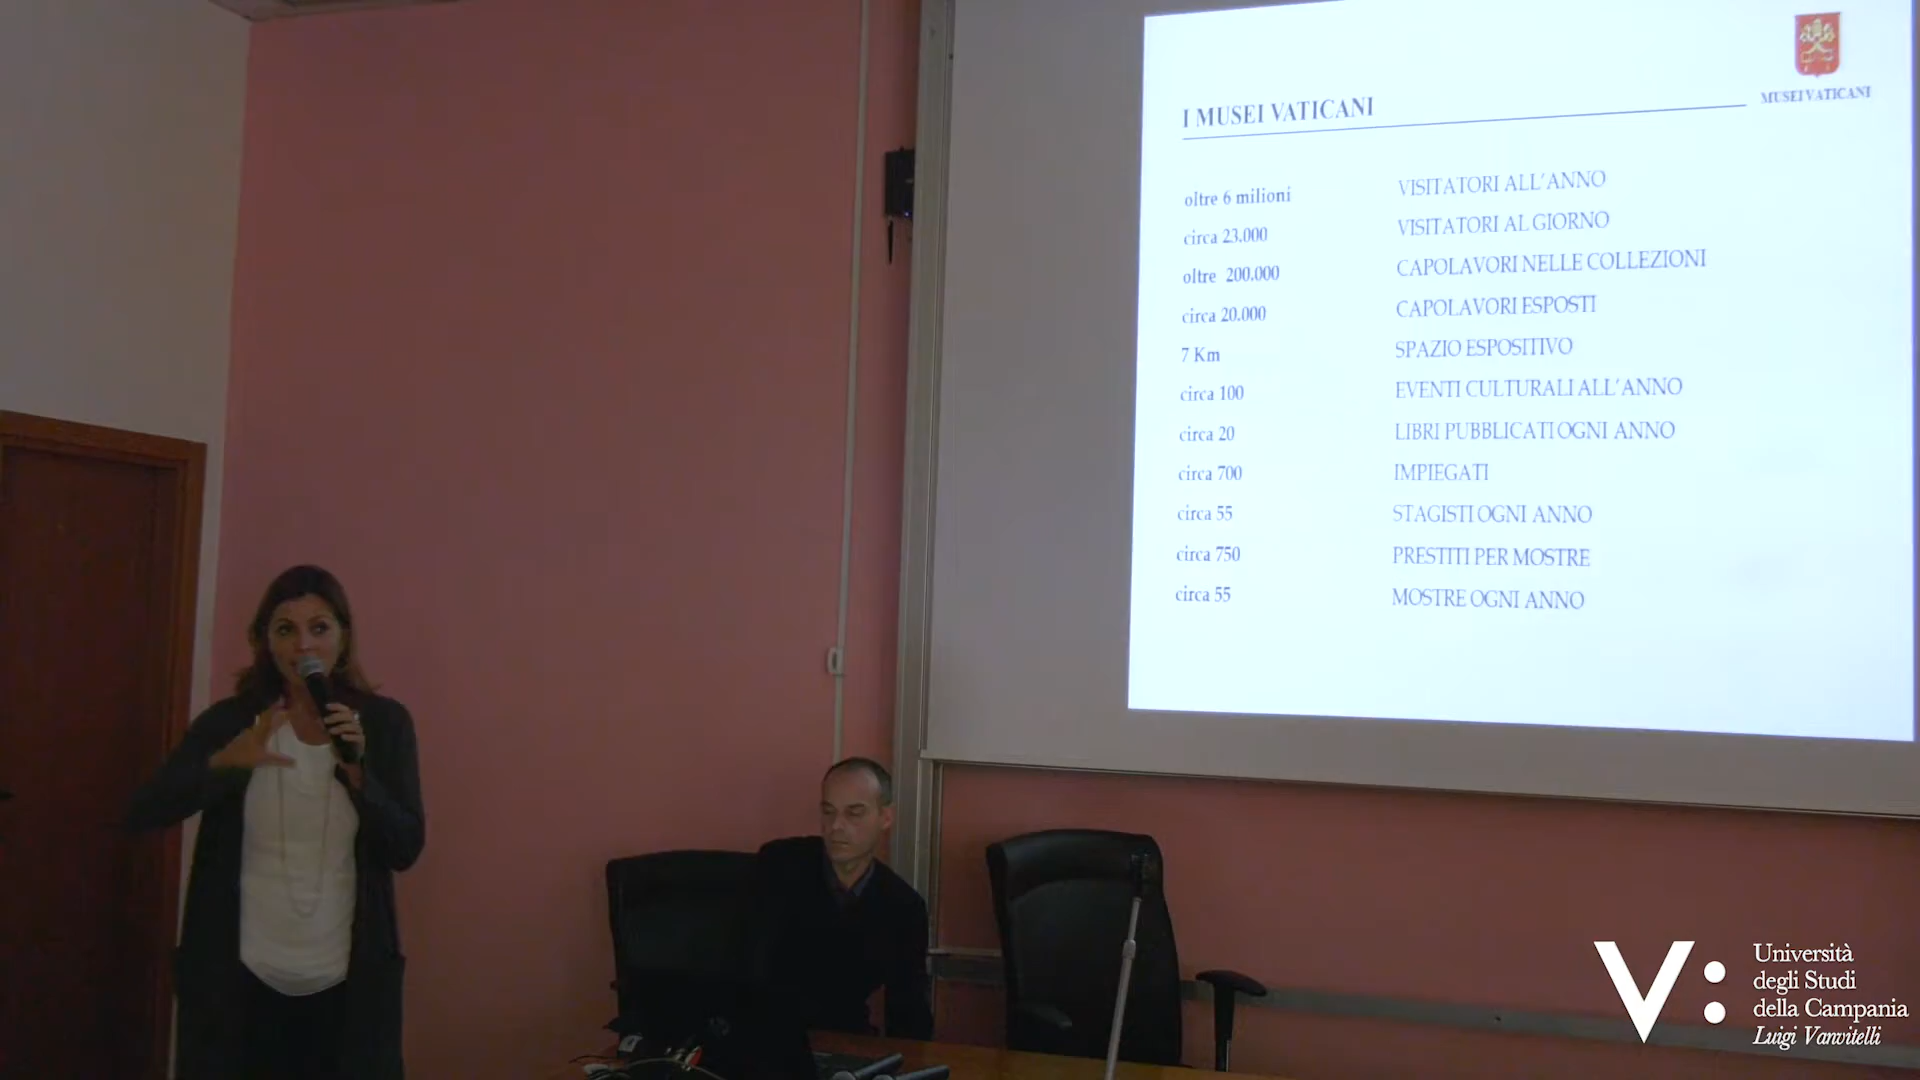 MUSEI VATICANI
I MUSEI VATICANI
oltre 6 milioni VISITATORI ALL'ANNO
circa 23.000 VISITATORI AL GIORNO
oltre 200.000 CAPOLAVORI NELLE COLLEZIONI
circa 20.000 CAPOLAVORI ESPOSTI
7 Km SPAZIO ESPOSITIVO
circa 100 EVENTI CULTURALI ALL'ANNO
circa 20 LIBRI PUBBLICATI OGNI ANNO
circa 700 IMPIEGATI
circa 55 STAGISTI OGNI ANNO
circa 750 PRESTITI PER MOSTRE
circa 55 MOSTRE OGNI ANNO
V:
Università
degli Studi
della Campania
Luigi Vanvitelli